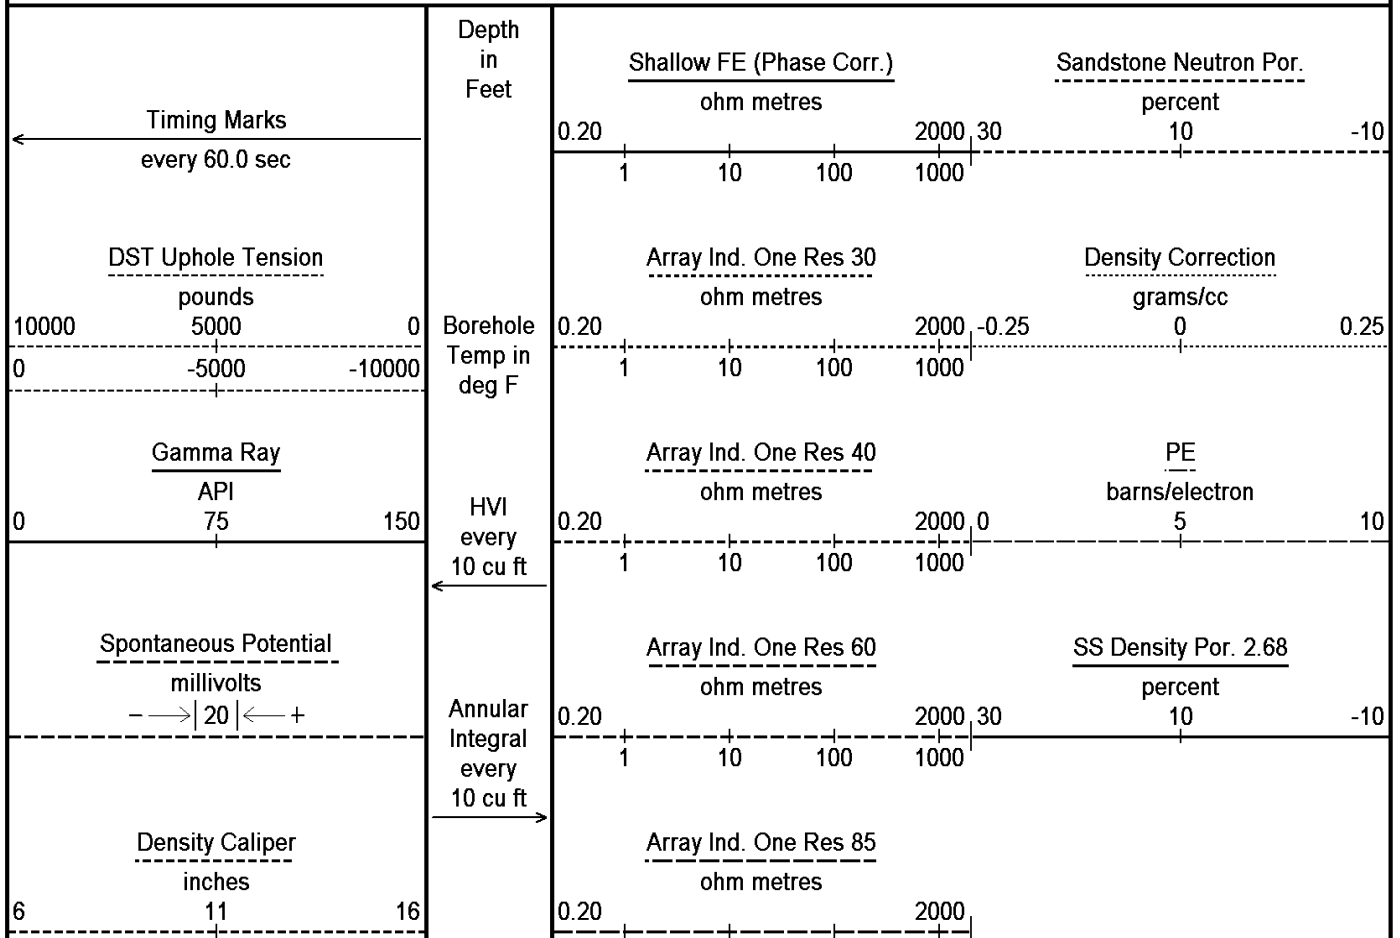 Timing Marks
every 60.0 sec
DST Uphole Tension
pounds
10000 5000 0
0 -5000 -10000
Gamma Ray
API
0 75 150
Spontaneous Potential
millivolts
− 20 +
Density Caliper
inches
6 11 16
Depth
in
Feet
Borehole
Temp in
deg F
HVI
every
10 cu ft
Annular
Integral
every
10 cu ft
Shallow FE (Phase Corr.)
ohm metres
0.20 2000
1 10 100 1000
Array Ind. One Res 30
ohm metres
0.20 2000
1 10 100 1000
Array Ind. One Res 40
ohm metres
0.20 2000
1 10 100 1000
Array Ind. One Res 60
ohm metres
0.20 2000
1 10 100 1000
Array Ind. One Res 85
ohm metres
0.20 2000
Sandstone Neutron Por.
percent
30 10 -10
Density Correction
grams/cc
-0.25 0 0.25
PE
barns/electron
0 5 10
SS Density Por. 2.68
percent
30 10 -10